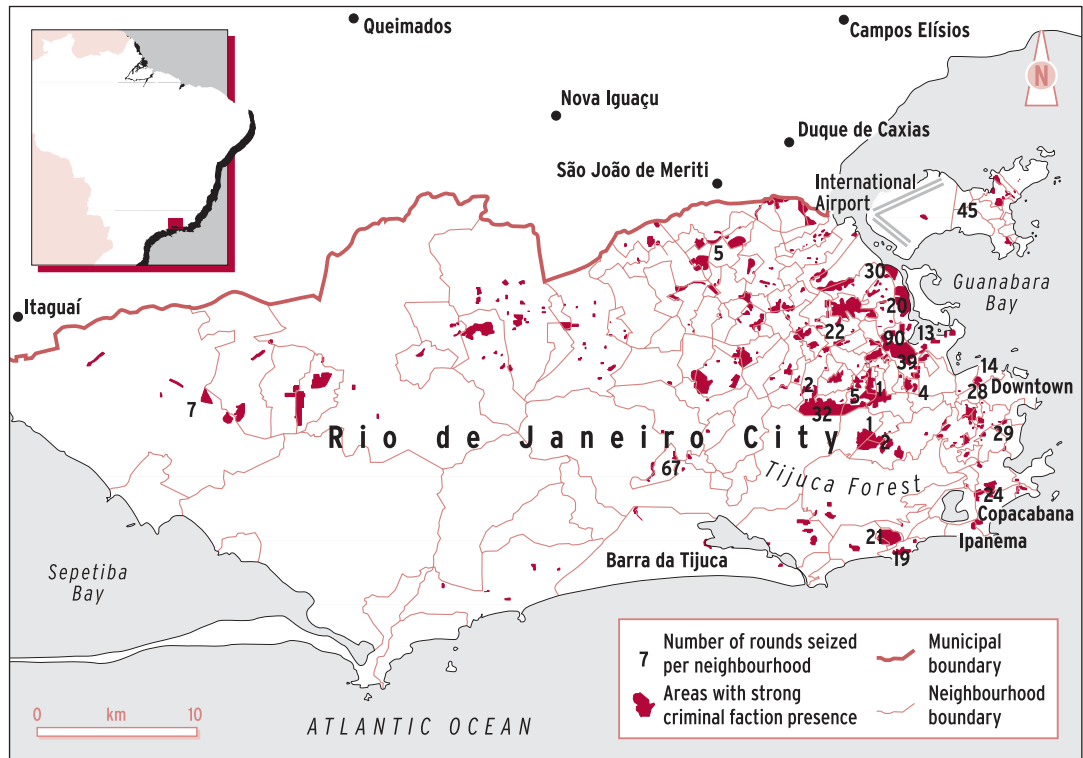 Queimados
Campos Elísios
N
Nova Iguaçu
Duque de Caxias
São João de Meriti
International
Airport
45
5
30
Guanabara
Bay
Itaguaí
20
22
13
90
39
14
Downtown
2
5
1
4
28
7
32
1
2
29
Rio de Janeiro City
67
Tijuca Forest
24
Copacabana
21
Ipanema
19
Barra da Tijuca
Sepetiba
Bay
7 Number of rounds seized
per neighbourhood
Municipal
boundary
Areas with strong
criminal faction presence
Neighbourhood
boundary
0 km 10
ATLANTIC OCEAN